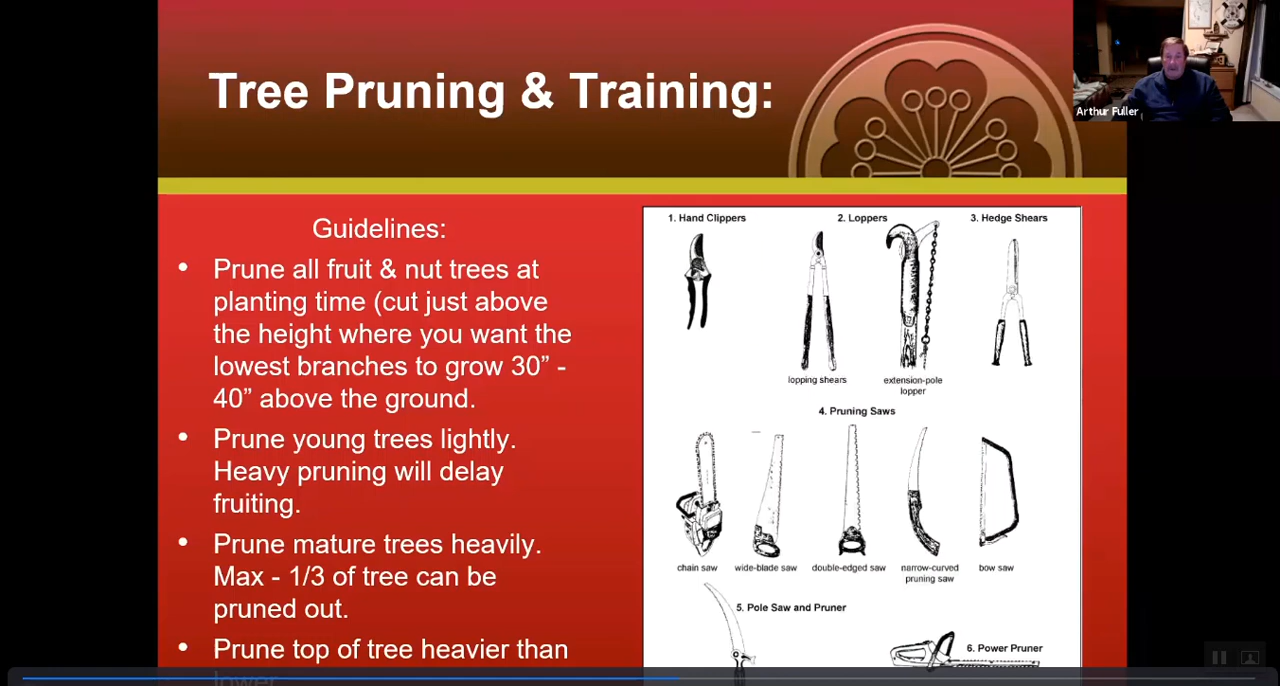 Tree Pruning & Training:
Arthur Fuller
Guidelines:
• Prune all fruit & nut trees at
planting time (cut just above
the height where you want the
lowest branches to grow 30” -
40” above the ground.
• Prune young trees lightly.
Heavy pruning will delay
fruiting.
• Prune mature trees heavily.
Max - 1/3 of tree can be
pruned out.
• Prune top of tree heavier than
lower
1. Hand Clippers
2. Loppers
3. Hedge Shears
lopping shears
extension-pole
lopper
4. Pruning Saws
chain saw
wide-blade saw
double-edged saw
narrow-curved
pruning saw
bow saw
5. Pole Saw and Pruner
6. Power Pruner